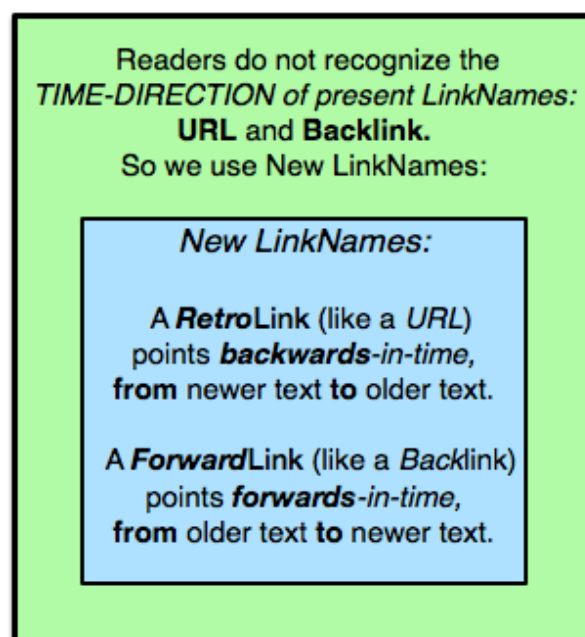 Readers do not recognize the
TIME-DIRECTION of present LinkNames:
URL and Backlink.
So we use New LinkNames:
New LinkNames:
A RetroLink (like a URL)
points backwards-in-time,
from newer text to older text.
A ForwardLink (like a Backlink)
points forwards-in-time,
from older text to newer text.